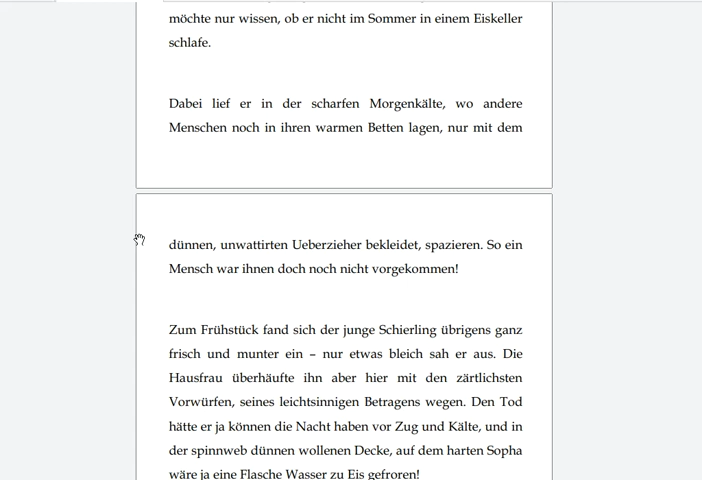 möchte nur wissen, ob er nicht im Sommer in einem Eiskeller
schlafe.
Dabei lief er in der scharfen Morgenkälte, wo andere
Menschen noch in ihren warmen Betten lagen, nur mit dem
dünnen, unwattirten Ueberzieher bekleidet, spazieren. So ein
Mensch war ihnen doch noch nicht vorgekommen!
Zum Frühstück fand sich der junge Schierling übrigens ganz
frisch und munter ein – nur etwas bleich sah er aus. Die
Hausfrau überhäufte ihn aber hier mit den zärtlichsten
Vorwürfen, seines leichtsinnigen Betragens wegen. Den Tod
hätte er ja können die Nacht haben vor Zug und Kälte, und in
der spinnweb dünnen wollenen Decke, auf dem harten Sopha
wäre ja eine Flasche Wasser zu Eis gefroren!